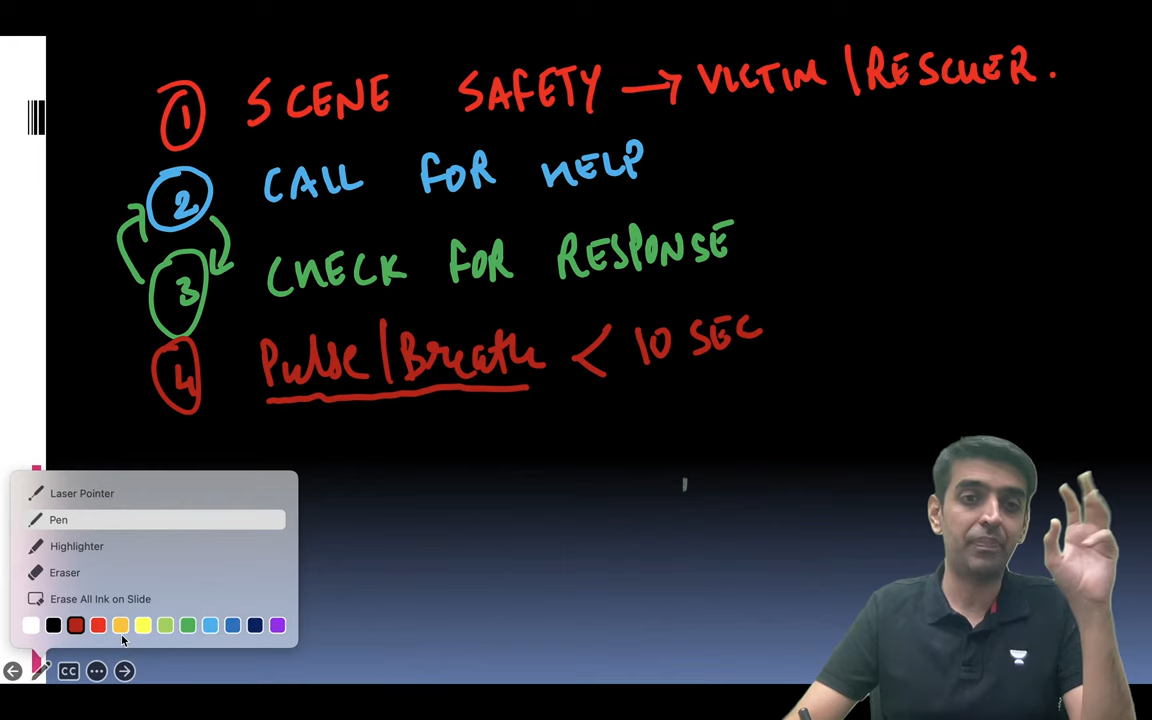 1 SCENE SAFETY → VICTIM / RESCUER.
2 CALL FOR HELP
3 CHECK FOR RESPONSE
4 Pulse / Breath < 10 SEC
Laser Pointer
Pen
Highlighter
Eraser
Erase All Ink on Slide
CC